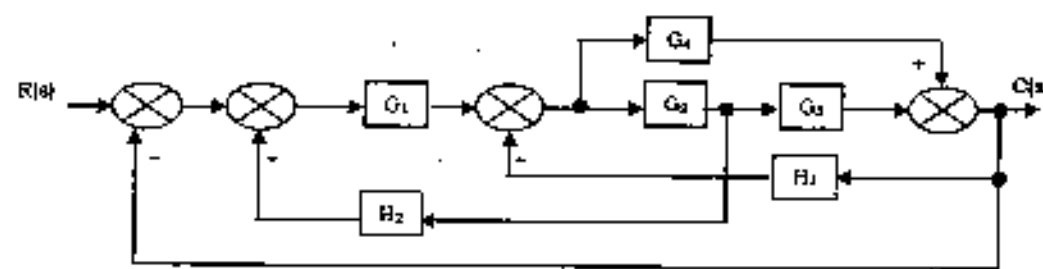 G₄
R(s)
G₁
G₂
G₃
+
C(s
−
H₁
H₂